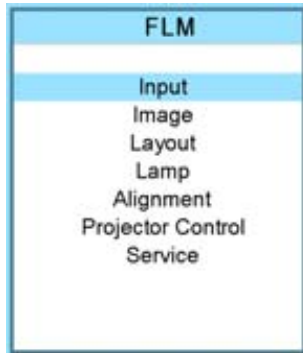 FLM
Input
Image
Layout
Lamp
Alignment
Projector Control
Service